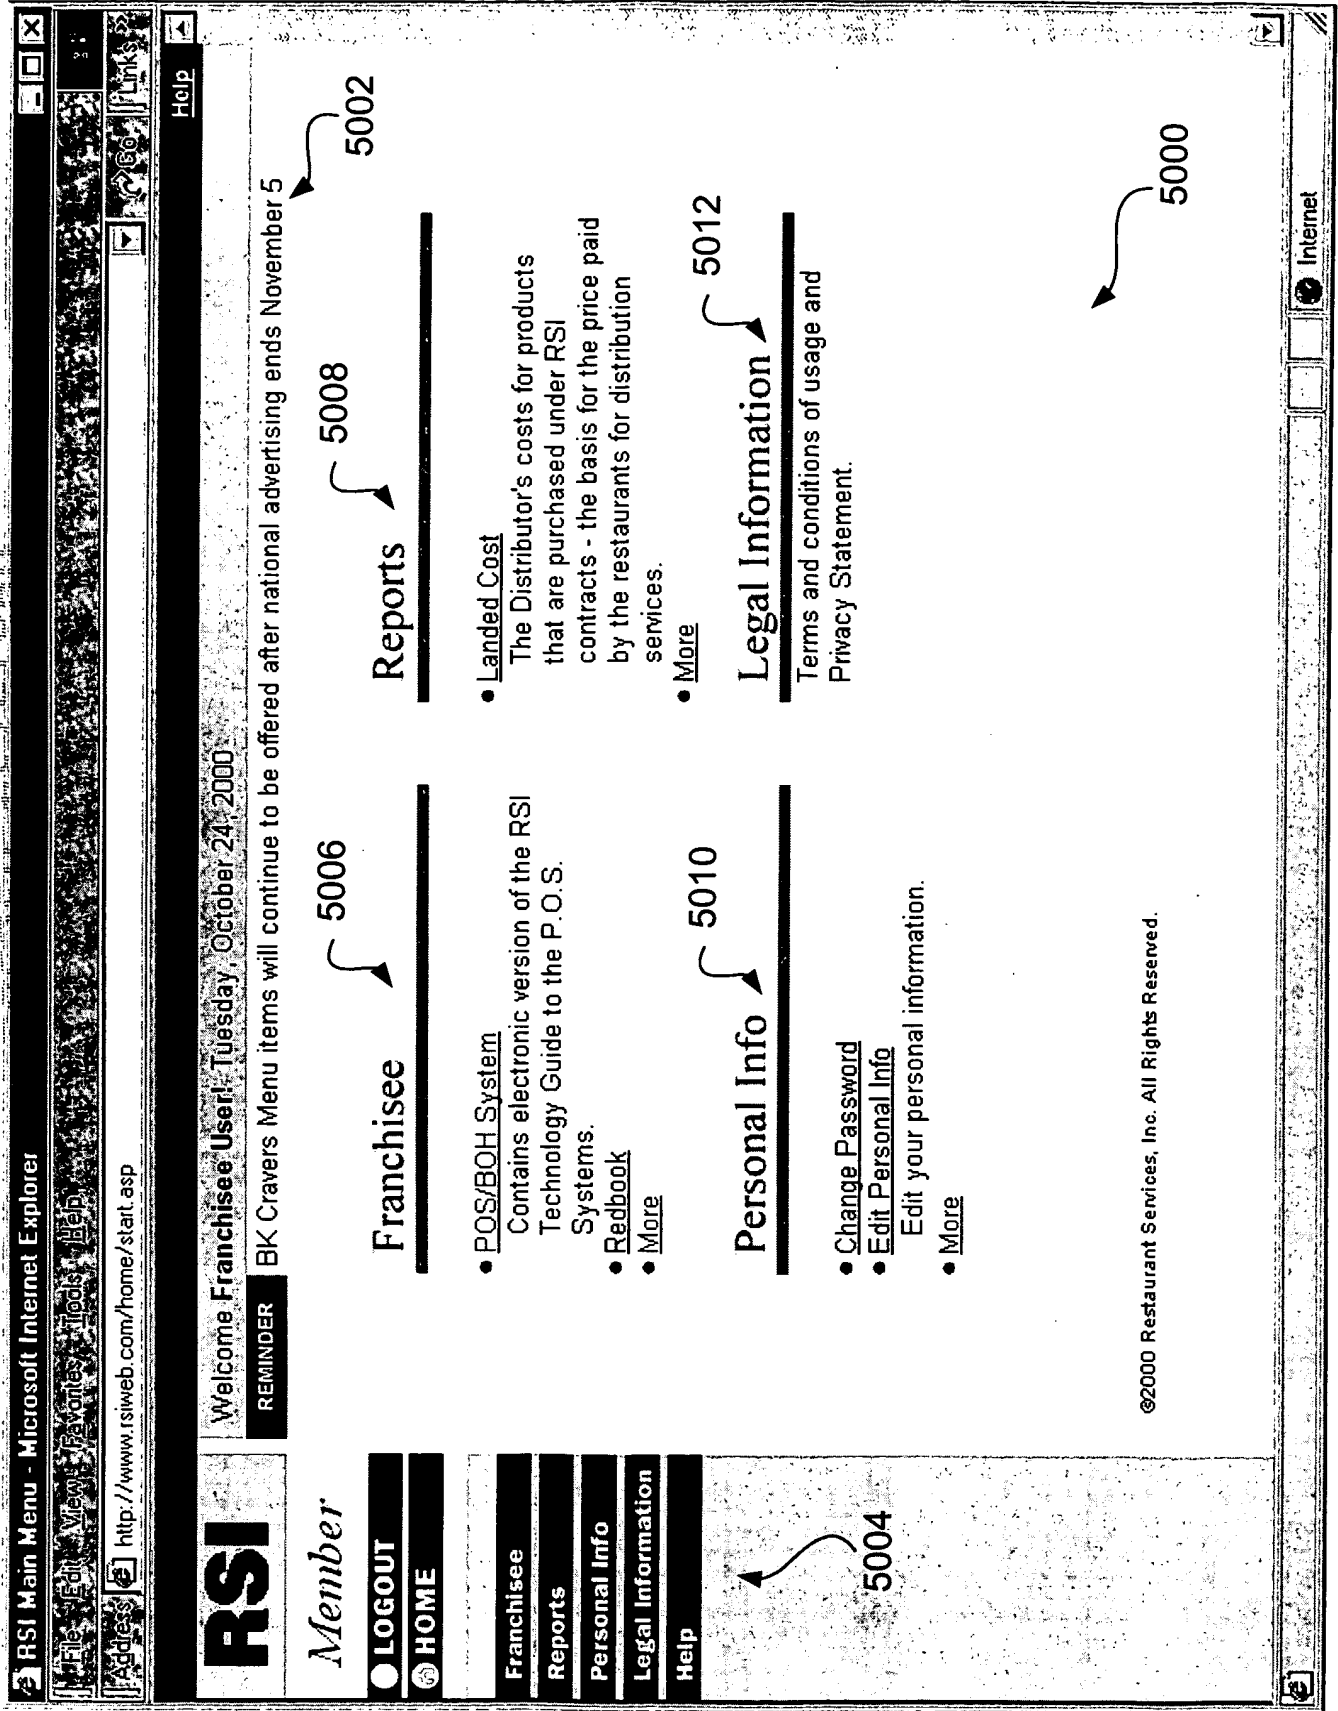 RSI Main Menu - Microsoft Internet Explorer
File Edit View Favorites Tools Help
Address http://www.rsiweb.com/home/start.asp Go Links »
Help
RSI
Welcome Franchisee User! Tuesday, October 24, 2000
REMINDER BK Cravers Menu items will continue to be offered after national advertising ends November 5
5002
Member
LOGOUT
HOME
Franchisee
Reports
Personal Info
Legal Information
Help
5004
Franchisee
5006
• POS/BOH System
Contains electronic version of the RSI
Technology Guide to the P.O.S.
Systems.
• Redbook
• More
Reports
5008
• Landed Cost
The Distributor's costs for products
that are purchased under RSI
contracts - the basis for the price paid
by the restaurants for distribution
services.
• More
Personal Info
5010
• Change Password
• Edit Personal Info
Edit your personal information.
• More
Legal Information
5012
Terms and conditions of usage and
Privacy Statement.
5000
©2000 Restaurant Services, Inc. All Rights Reserved.
Internet